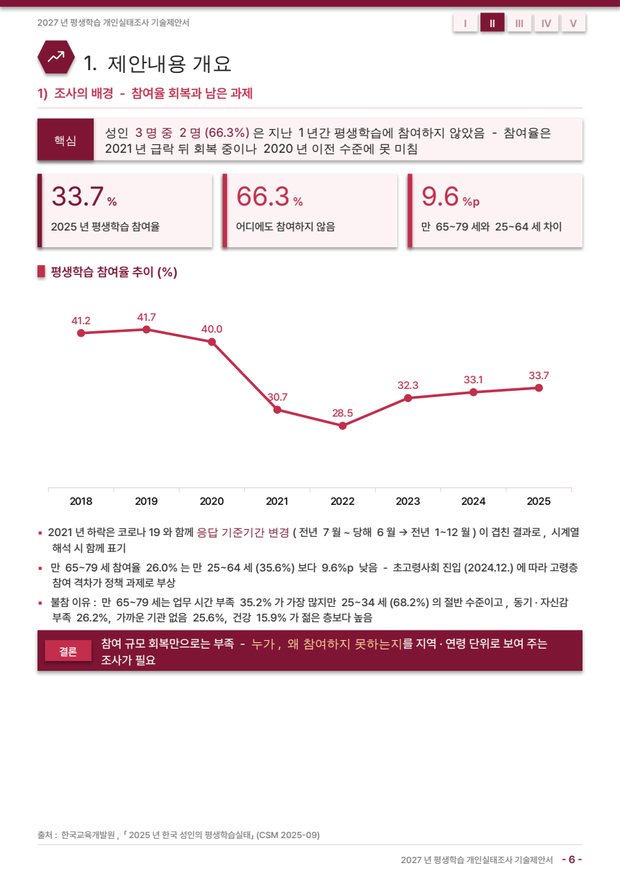 2027 년 평생학습 개인실태조사 기술제안서
I II III IV V
1. 제안내용 개요
1) 조사의 배경 - 참여율 회복과 남은 과제
핵심
성인 3 명 중 2 명 (66.3%) 은 지난 1 년간 평생학습에 참여하지 않았음 - 참여율은
2021 년 급락 뒤 회복 중이나 2020 년 이전 수준에 못 미침
33.7 %
2025 년 평생학습 참여율
66.3 %
어디에도 참여하지 않음
9.6 %p
만 65~79 세와 25~64 세 차이
평생학습 참여율 추이 (%)
41.2 41.7 40.0 30.7 28.5 32.3 33.1 33.7
2018 2019 2020 2021 2022 2023 2024 2025
▪ 2021 년 하락은 코로나 19 와 함께 응답 기준기간 변경 ( 전년 7 월 ~ 당해 6 월 → 전년 1~12 월 ) 이 겹친 결과로 , 시계열
해석 시 함께 표기
▪ 만 65~79 세 참여율 26.0% 는 만 25~64 세 (35.6%) 보다 9.6%p 낮음 - 초고령사회 진입 (2024.12.) 에 따라 고령층
참여 격차가 정책 과제로 부상
▪ 불참 이유 : 만 65~79 세는 업무 시간 부족 35.2% 가 가장 많지만 25~34 세 (68.2%) 의 절반 수준이고 , 동기 · 자신감
부족 26.2%, 가까운 기관 없음 25.6%, 건강 15.9% 가 젊은 층보다 높음
결론
참여 규모 회복만으로는 부족 - 누가 , 왜 참여하지 못하는지를 지역 · 연령 단위로 보여 주는
조사가 필요
출처 : 한국교육개발원 , 「 2025 년 한국 성인의 평생학습실태」 (CSM 2025-09)
2027 년 평생학습 개인실태조사 기술제안서 - 6 -